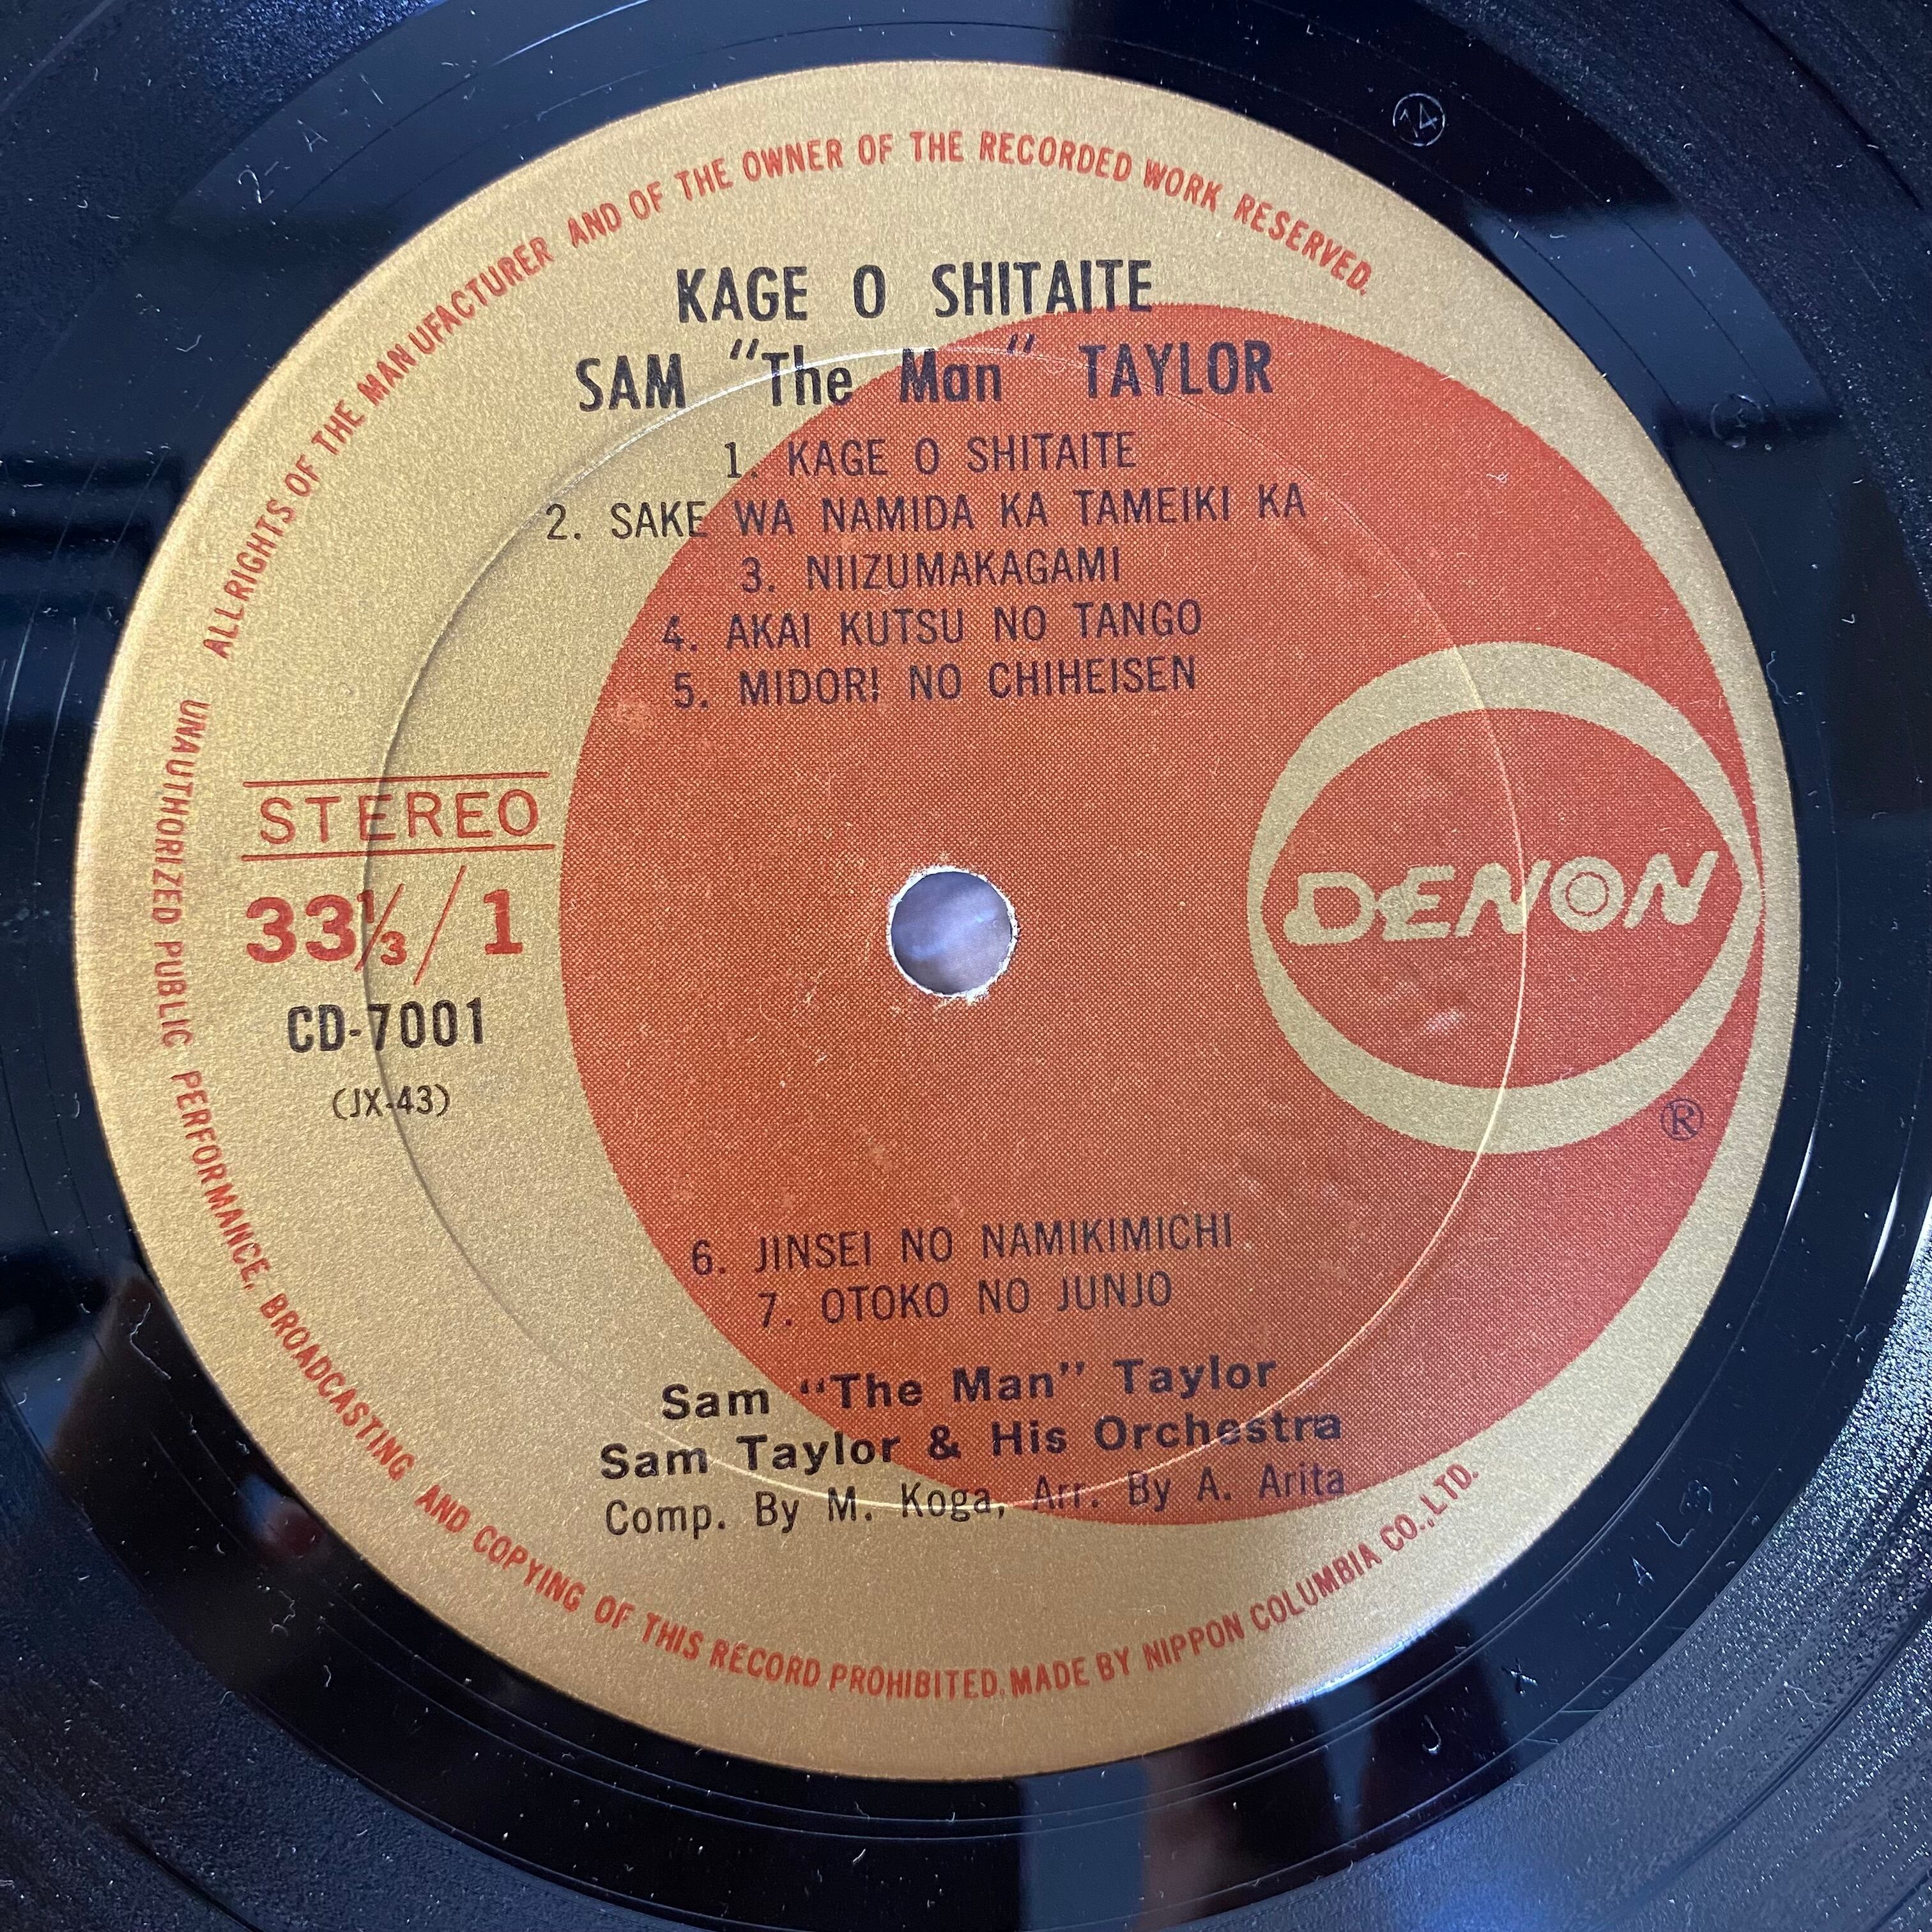 ALLRIGHTS OF THE MANUFACTURER AND OF THE OWNER OF THE RECORDED WORK RESERVED.
KAGE O SHITAITE
SAM "The Man" TAYLOR
1. KAGE O SHITAITE
2. SAKE WA NAMIDA KA TAMEIKI KA
3. NIIZUMAKAGAMI
4. AKAI KUTSU NO TANGO
5. MIDORI NO CHIHEISEN
STEREO
33⅓/1
CD-7001
(JX-43)
DENON
®
6. JINSEI NO NAMIKIMICHI
7. OTOKO NO JUNJO
Sam "The Man" Taylor
Sam Taylor & His Orchestra
Comp. By M. Koga, Arr. By A. Arita
UNAUTHORIZED PUBLIC PERFORMANCE, BROADCASTING AND COPYING OF THIS RECORD PROHIBITED. MADE BY NIPPON COLUMBIA CO., LTD.
2-A-